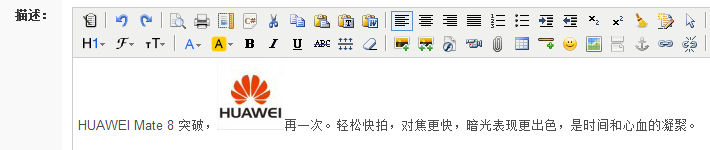 描述:
H1 ℱ тT A A B I U ABC
HUAWEI
HUAWEI Mate 8 突破，再一次。轻松快拍，对焦更快，暗光表现更出色，是时间和心血的凝聚。